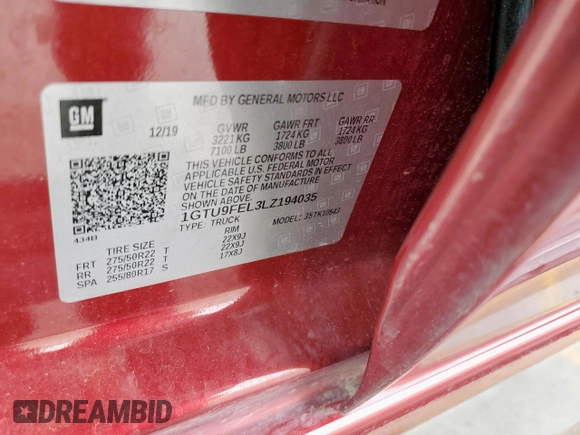 GM
MFD BY GENERAL MOTORS LLC
12/19 GVWR GAWR FRT GAWR RR
3221 KG 1724 KG 1724 KG
7100 LB 3800 LB 3800 LB
THIS VEHICLE CONFORMS TO ALL
APPLICABLE U.S. FEDERAL MOTOR
VEHICLE SAFETY STANDARDS IN EFFECT
ON THE DATE OF MANUFACTURE
SHOWN ABOVE.
1GTU9FEL3LZ194035
TYPE: TRUCK MODEL:
434B
TIRE SIZE RIM
FRT 275/50R22 T 22X9J
RR 275/50R22 T 22X9J
SPA 255/80R17 S 17X8J
DREAMBID